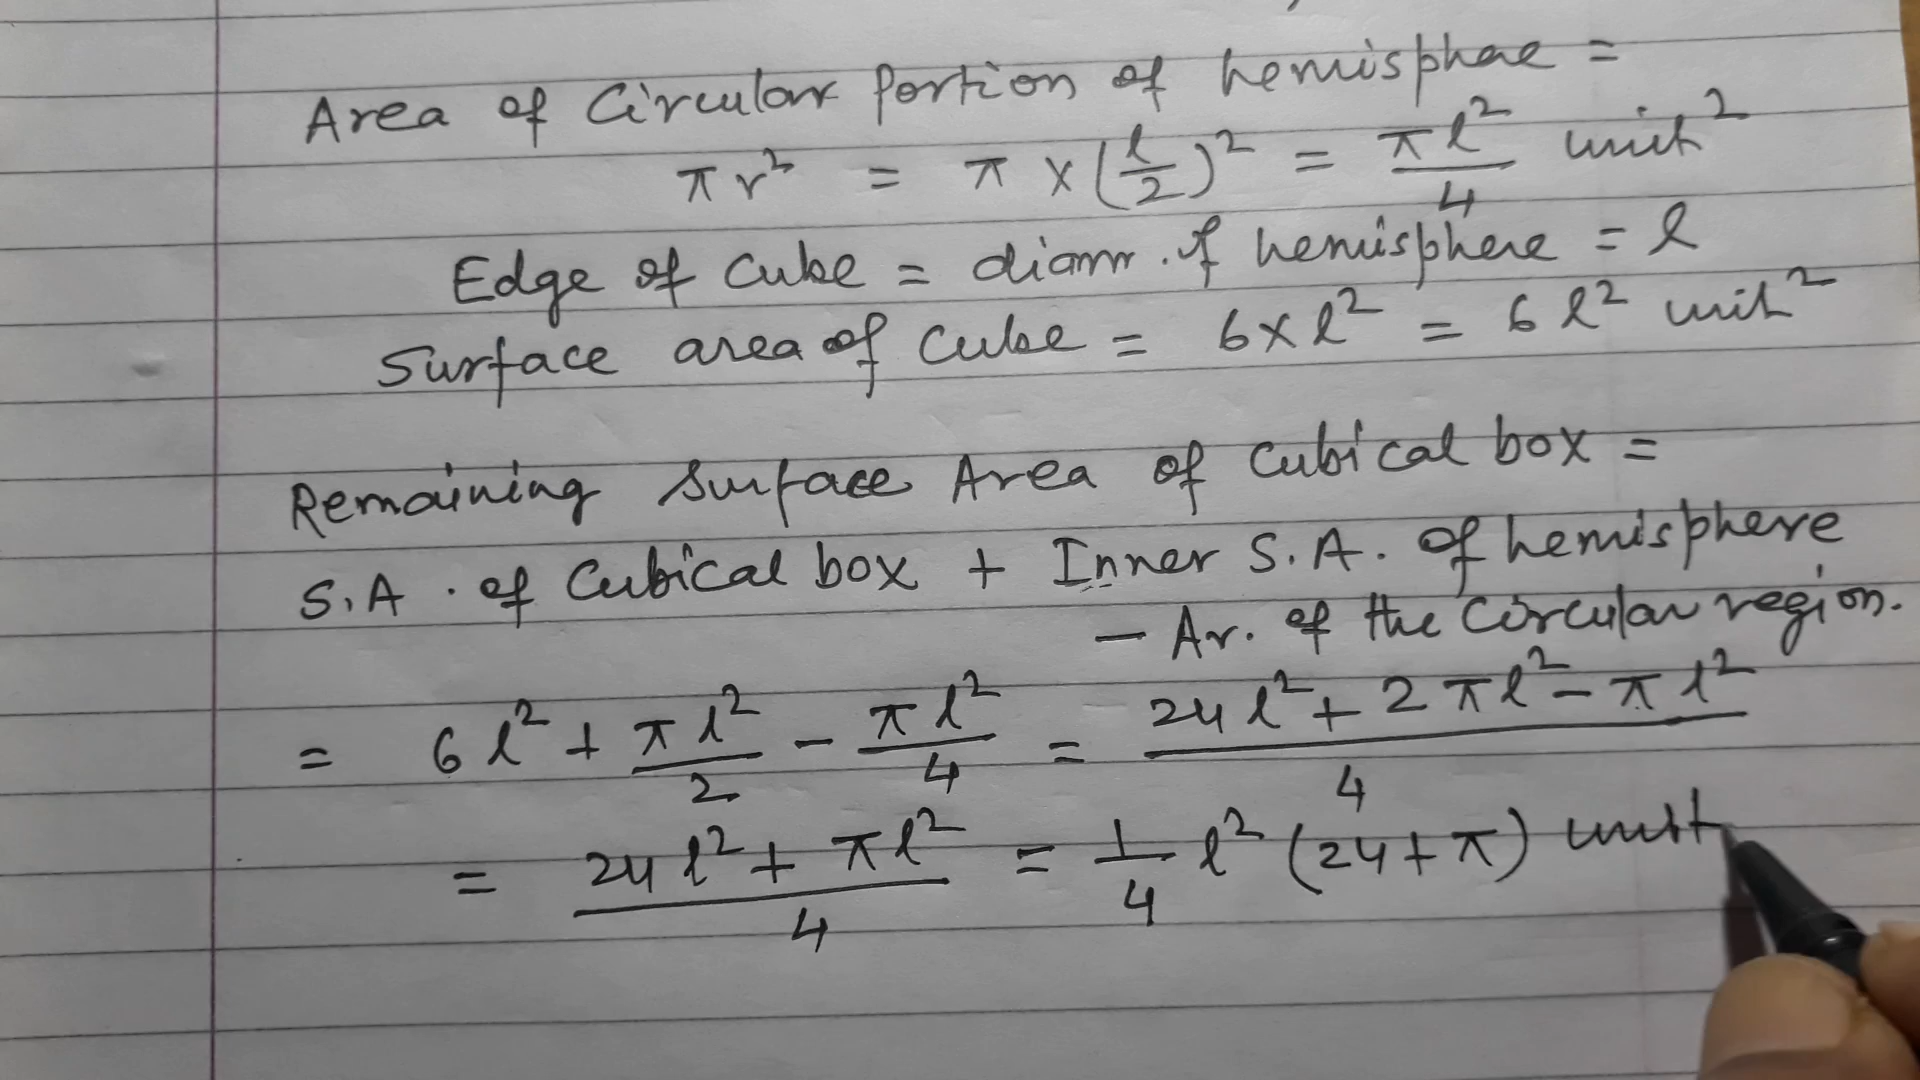 Area of Circular Portion of hemisphae =
πr² = π × (l/2)² = πl²/4 unit²
Edge of Cube = diamr. of hemisphere = l
Surface area of Cube = 6×l² = 6l² unit²
Remaining Surface Area of Cubical box =
S.A. of Cubical box + Inner S.A. of hemisphere
— Ar. of the Circular region.
= 6l² + πl²/2 - πl²/4 = 24l² + 2πl² - πl²/4
= 24l² + πl²/4 = 1/4 l² (24+π) unit